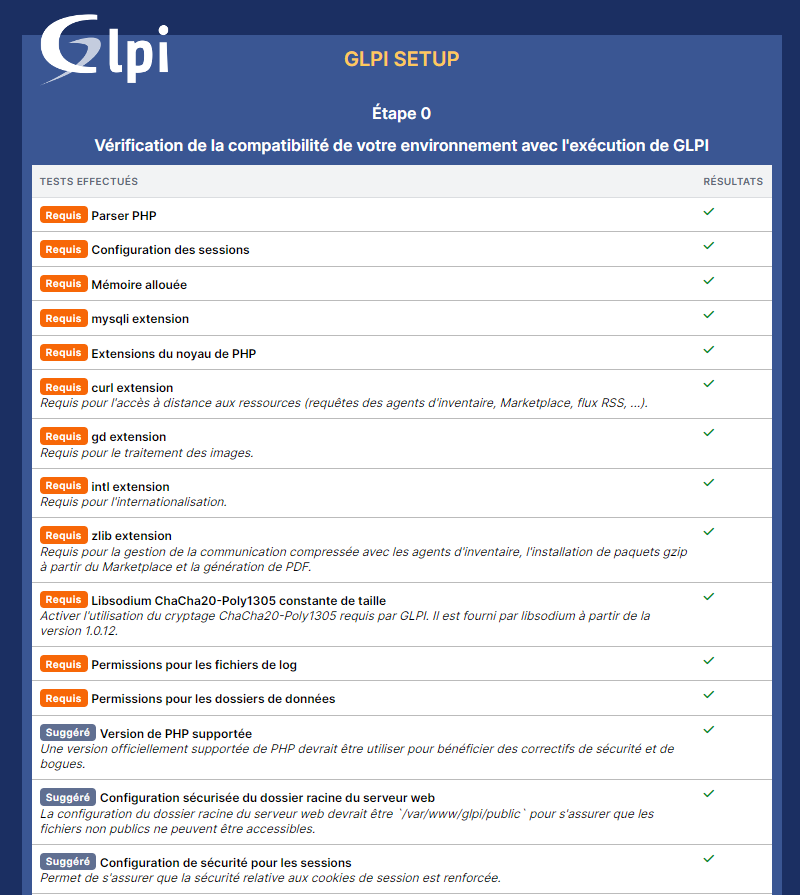 Glpi
GLPI SETUP
Étape 0
Vérification de la compatibilité de votre environnement avec l'exécution de GLPI
TESTS EFFECTUÉS RÉSULTATS
Requis Parser PHP
Requis Configuration des sessions
Requis Mémoire allouée
Requis mysqli extension
Requis Extensions du noyau de PHP
Requis curl extension
Requis pour l'accès à distance aux ressources (requêtes des agents d'inventaire, Marketplace, flux RSS, ...).
Requis gd extension
Requis pour le traitement des images.
Requis intl extension
Requis pour l'internationalisation.
Requis zlib extension
Requis pour la gestion de la communication compressée avec les agents d'inventaire, l'installation de paquets gzip
à partir du Marketplace et la génération de PDF.
Requis Libsodium ChaCha20-Poly1305 constante de taille
Activer l'utilisation du cryptage ChaCha20-Poly1305 requis par GLPI. Il est fourni par libsodium à partir de la
version 1.0.12.
Requis Permissions pour les fichiers de log
Requis Permissions pour les dossiers de données
Suggéré Version de PHP supportée
Une version officiellement supportée de PHP devrait être utiliser pour bénéficier des correctifs de sécurité et de
bogues.
Suggéré Configuration sécurisée du dossier racine du serveur web
La configuration du dossier racine du serveur web devrait être `/var/www/glpi/public` pour s'assurer que les
fichiers non publics ne peuvent être accessibles.
Suggéré Configuration de sécurité pour les sessions
Permet de s'assurer que la sécurité relative aux cookies de session est renforcée.